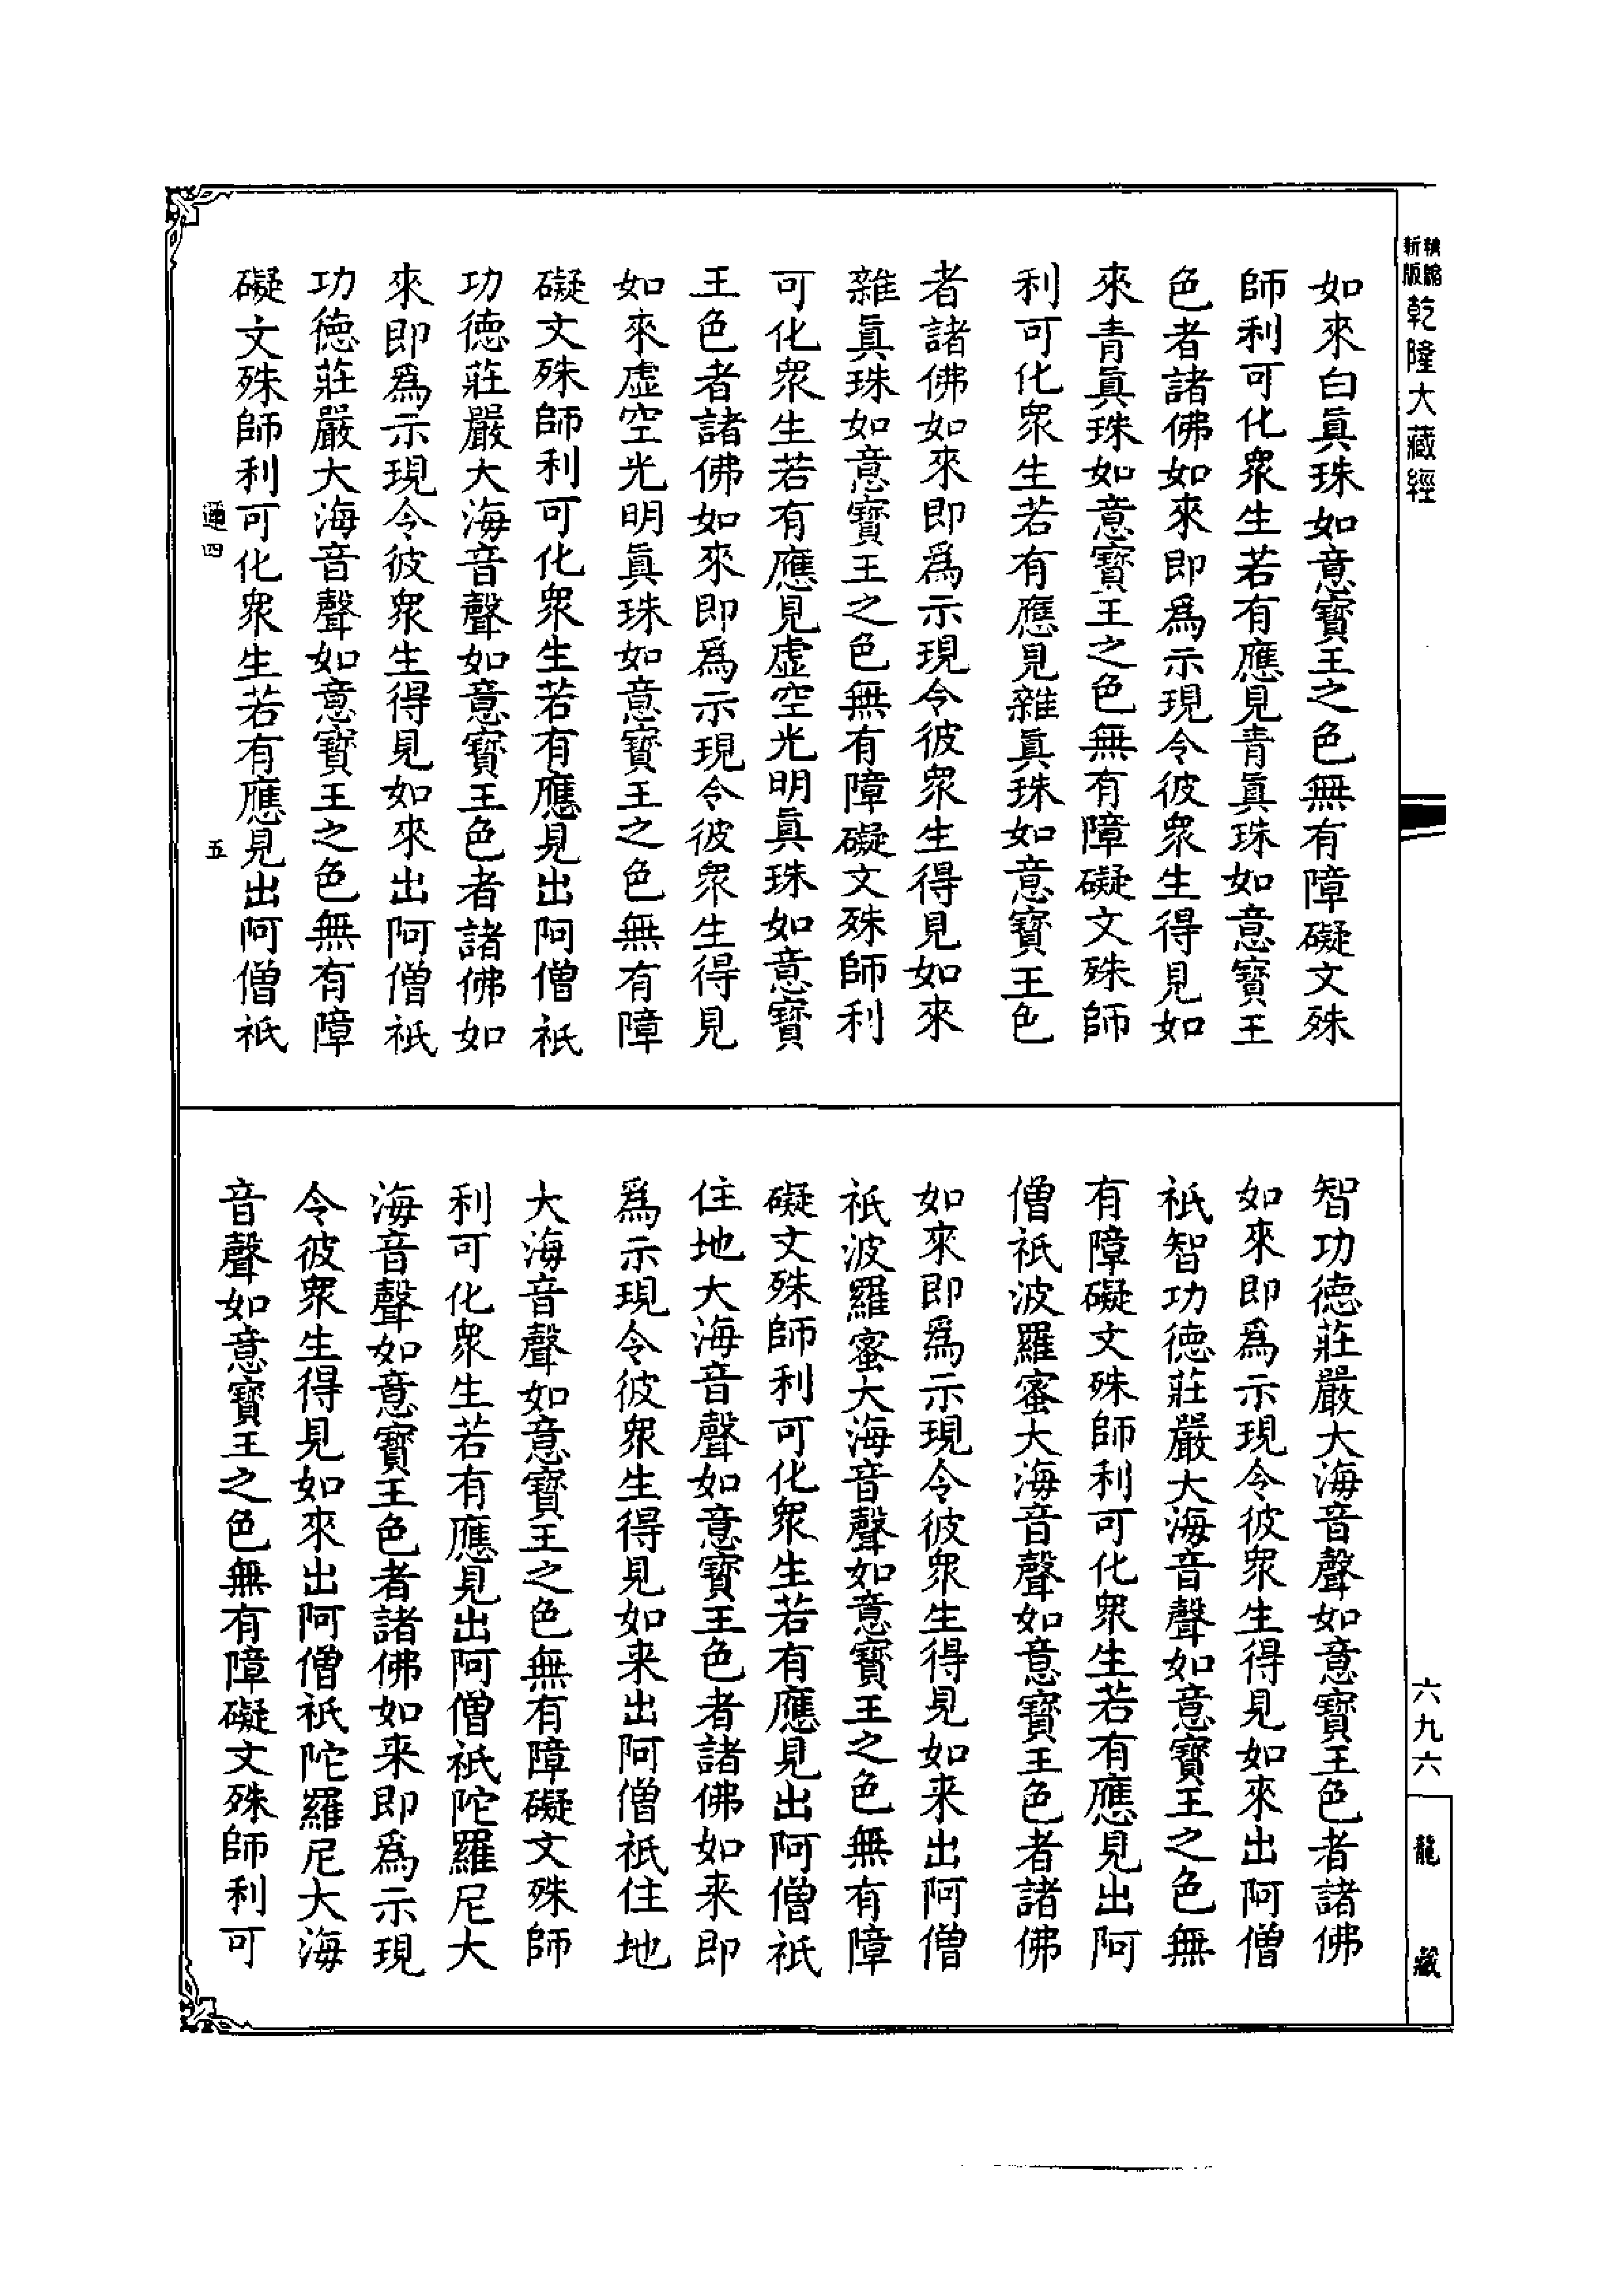 新版
精縮
乾隆大藏經
如來白眞珠如意寶王之色無有障礙文殊
師利可化衆生若有應見青眞珠如意寶王
色者諸佛如來即爲示現令彼衆生得見如
來青眞珠如意寶王之色無有障礙文殊師
利可化衆生若有應見雜眞珠如意寶王色
者諸佛如來即爲示現令彼衆生得見如來
雜眞珠如意寶王之色無有障礙文殊師利
可化衆生若有應見虛空光明眞珠如意寶
王色者諸佛如來即爲示現令彼衆生得見
如來虛空光明眞珠如意寶王之色無有障
礙文殊師利可化衆生若有應見出阿僧祇
功德莊嚴大海音聲如意寶王色者諸佛如
來即爲示現令彼衆生得見如來出阿僧祇
功德莊嚴大海音聲如意寶王之色無有障
礙文殊師利可化衆生若有應見出阿僧祇
通四 五
智功德莊嚴大海音聲如意寶王色者諸佛
如來即爲示現令彼衆生得見如來出阿僧
祇智功德莊嚴大海音聲如意寶王之色無
有障礙文殊師利可化衆生若有應見出阿
僧祇波羅蜜大海音聲如意寶王色者諸佛
如來即爲示現令彼衆生得見如来出阿僧
祇波羅蜜大海音聲如意寶王之色無有障
礙文殊師利可化衆生若有應見出阿僧祇
住地大海音聲如意寶王色者諸佛如来即
爲示現令彼衆生得見如来出阿僧祇住地
大海音聲如意寶王之色無有障礙文殊師
利可化衆生若有應見出阿僧祇陀羅尼大
海音聲如意寶王色者諸佛如来即爲示現
令彼衆生得見如來出阿僧祇陀羅尼大海
音聲如意寶王之色無有障礙文殊師利可
六九六
龍藏